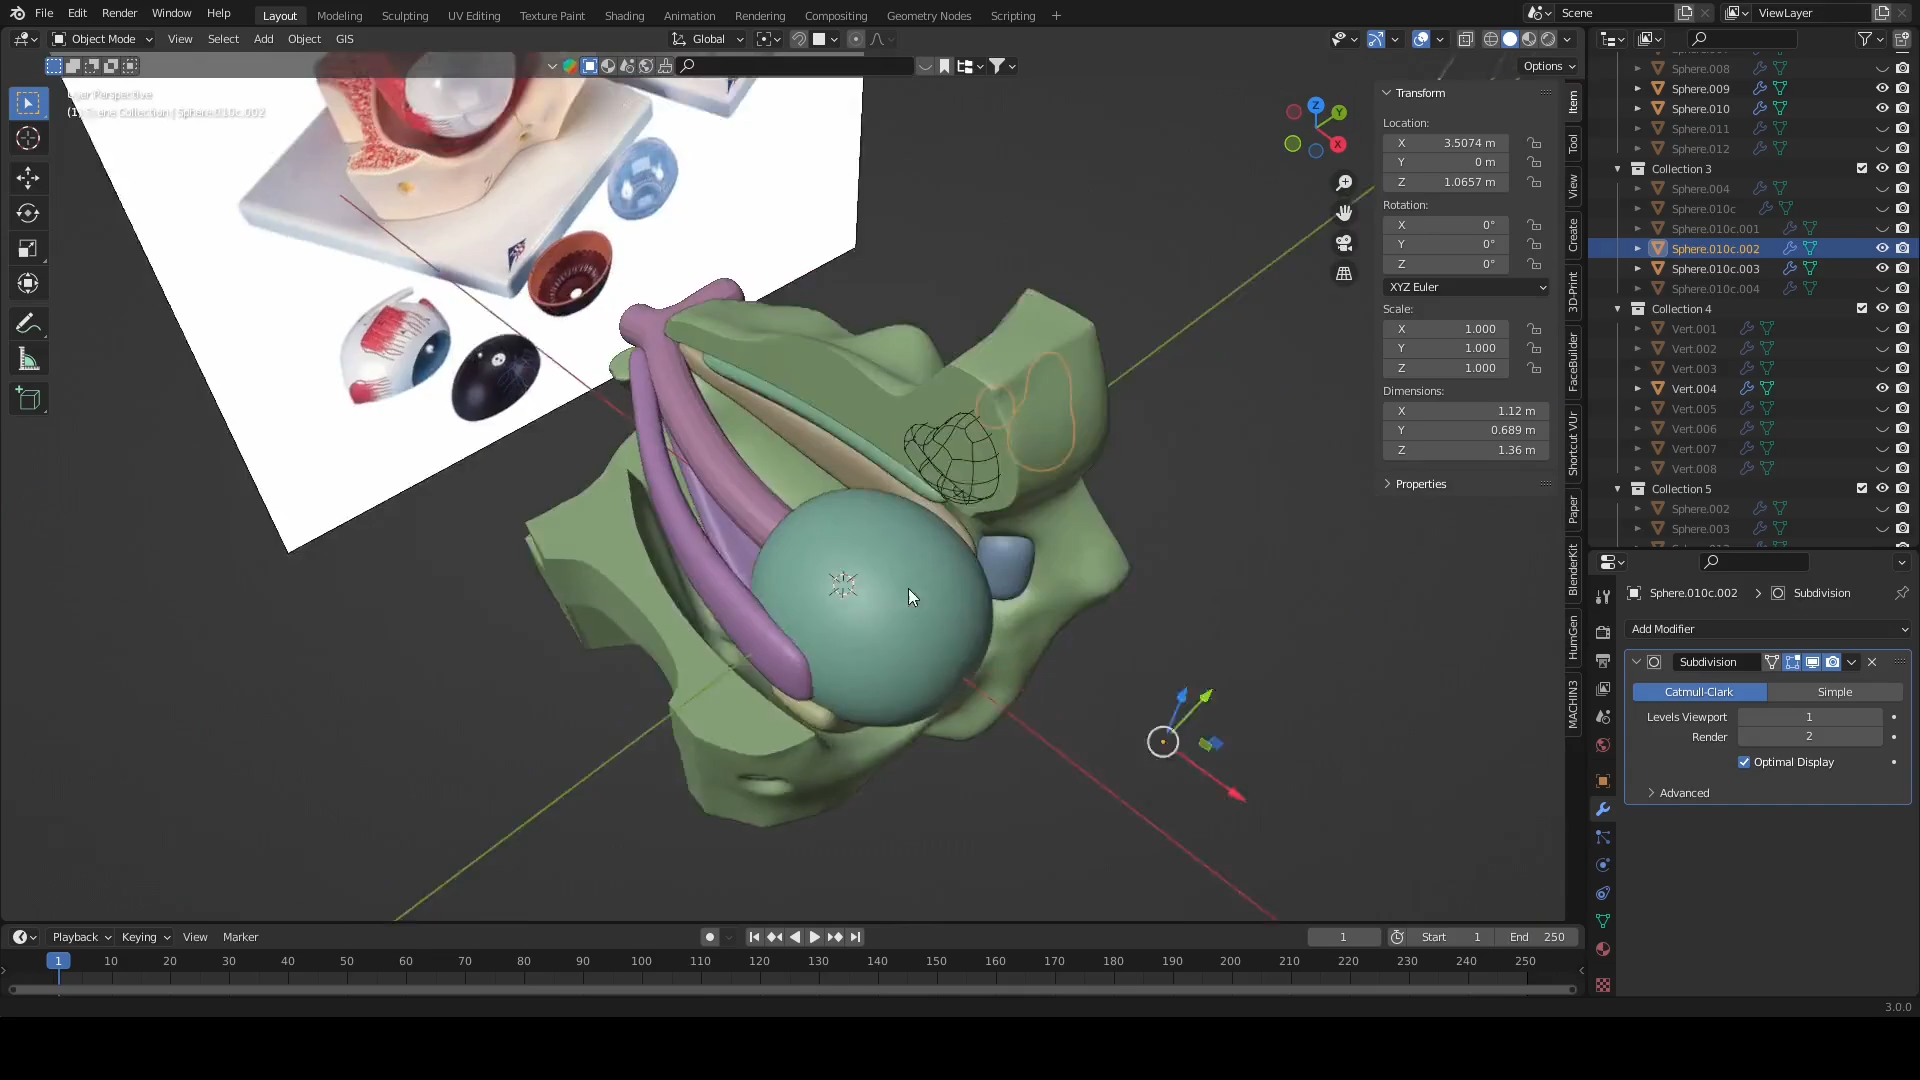 File Edit Render Window Help Layout Modeling Sculpting UV Editing Texture Paint Shading Animation Rendering Compositing Geometry Nodes Scripting + Scene ViewLayer
Object Mode View Select Add Object GIS Global
Options
User Perspective
(1) Scene Collection | Sphere.010c.002
Transform
Location:
X 3.5074 m
Y 0 m
Z 1.0657 m
Rotation:
X 0°
Y 0°
Z 0°
XYZ Euler
Scale:
X 1.000
Y 1.000
Z 1.000
Dimensions:
X 1.12 m
Y 0.689 m
Z 1.36 m
Properties
Item
Tool
View
Create
3D-Print
FaceBuilder
Shortcut VUr
Paper
BlenderKit
HumGen
MACHIN3
Z
Y
X
Sphere.008
Sphere.009
Sphere.010
Sphere.011
Sphere.012
Collection 3
Sphere.004
Sphere.010c
Sphere.010c.001
Sphere.010c.002
Sphere.010c.003
Sphere.010c.004
Collection 4
Vert.001
Vert.002
Vert.003
Vert.004
Vert.005
Vert.006
Vert.007
Vert.008
Collection 5
Sphere.002
Sphere.003
Sphere.010c.002 > Subdivision
Add Modifier
Subdivision
Catmull-Clark Simple
Levels Viewport 1
Render 2
Optimal Display
Advanced
Playback Keying View Marker 1 Start 1 End 250
1 10 20 30 40 50 60 70 80 90 100 110 120 130 140 150 160 170 180 190 200 210 220 230 240 250
3.0.0